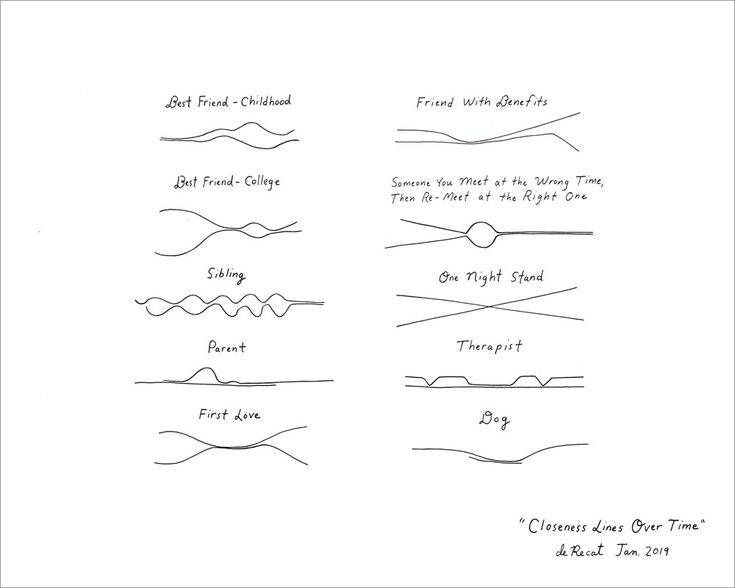 Best Friend - Childhood
Friend With Benefits
Best Friend - College
Someone You Meet at the Wrong Time,
Then Re-Meet at the Right One
Sibling
One Night Stand
Parent
Therapist
First Love
Dog
"Closeness Lines Over Time"
de Recat Jan. 2019